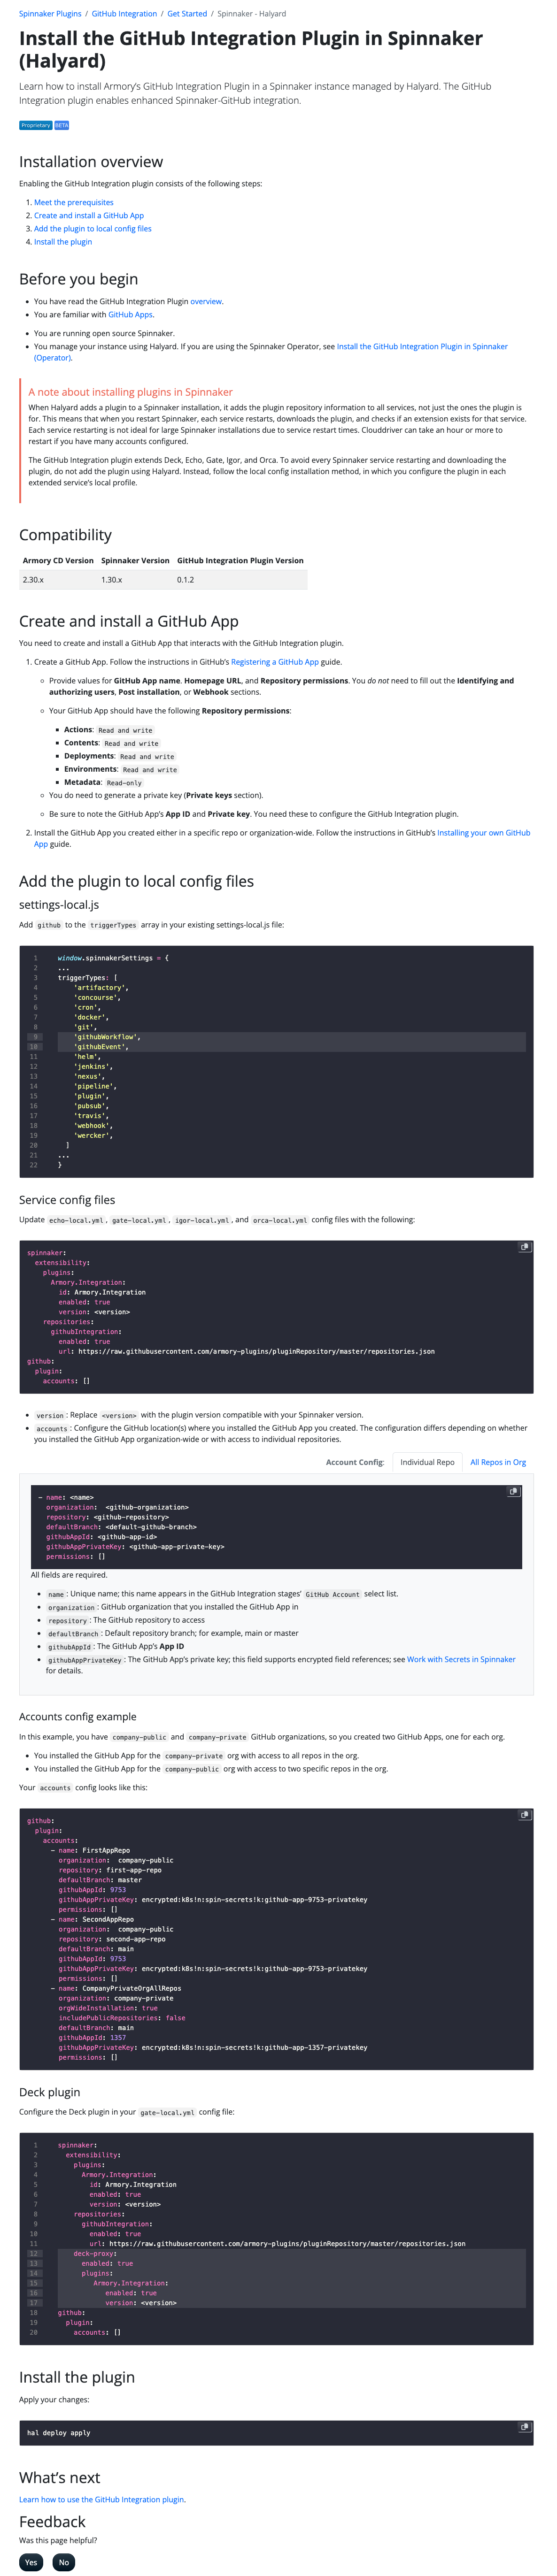 Spinnaker Plugins / GitHub Integration / Get Started / Spinnaker - Halyard
Install the GitHub Integration Plugin in Spinnaker
(Halyard)
Learn how to install Armory's GitHub Integration Plugin in a Spinnaker instance managed by Halyard. The GitHub
Integration plugin enables enhanced Spinnaker-GitHub integration.
Proprietary BETA
Installation overview
Enabling the GitHub Integration plugin consists of the following steps:
1. Meet the prerequisites
2. Create and install a GitHub App
3. Add the plugin to local config files
4. Install the plugin
Before you begin
• You have read the GitHub Integration Plugin overview.
• You are familiar with GitHub Apps.
• You are running open source Spinnaker.
• You manage your instance using Halyard. If you are using the Spinnaker Operator, see Install the GitHub Integration Plugin in Spinnaker
(Operator).
A note about installing plugins in Spinnaker
When Halyard adds a plugin to a Spinnaker installation, it adds the plugin repository information to all services, not just the ones the plugin is
for. This means that when you restart Spinnaker, each service restarts, downloads the plugin, and checks if an extension exists for that service.
Each service restarting is not ideal for large Spinnaker installations due to service restart times. Clouddriver can take an hour or more to
restart if you have many accounts configured.
The GitHub Integration plugin extends Deck, Echo, Gate, Igor, and Orca. To avoid every Spinnaker service restarting and downloading the
plugin, do not add the plugin using Halyard. Instead, follow the local config installation method, in which you configure the plugin in each
extended service's local profile.
Compatibility
Armory CD Version Spinnaker Version GitHub Integration Plugin Version
2.30.x 1.30.x 0.1.2
Create and install a GitHub App
You need to create and install a GitHub App that interacts with the GitHub Integration plugin.
1. Create a GitHub App. Follow the instructions in GitHub's Registering a GitHub App guide.
◦ Provide values for GitHub App name. Homepage URL, and Repository permissions. You do not need to fill out the Identifying and
authorizing users, Post installation, or Webhook sections.
◦ Your GitHub App should have the following Repository permissions:
▪ Actions: Read and write
▪ Contents: Read and write
▪ Deployments: Read and write
▪ Environments: Read and write
▪ Metadata: Read-only
◦ You do need to generate a private key (Private keys section).
◦ Be sure to note the GitHub App's App ID and Private key. You need these to configure the GitHub Integration plugin.
2. Install the GitHub App you created either in a specific repo or organization-wide. Follow the instructions in GitHub's Installing your own GitHub
App guide.
Add the plugin to local config files
settings-local.js
Add github to the triggerTypes array in your existing settings-local.js file:
1 window.spinnakerSettings = {
2 ...
3 triggerTypes: [
4 'artifactory',
5 'concourse',
6 'cron',
7 'docker',
8 'git',
9 'githubWorkflow',
10 'githubEvent',
11 'helm',
12 'jenkins',
13 'nexus',
14 'pipeline',
15 'plugin',
16 'pubsub',
17 'travis',
18 'webhook',
19 'wercker',
20 ]
21 ...
22 }
Service config files
Update echo-local.yml, gate-local.yml, igor-local.yml, and orca-local.yml config files with the following:
spinnaker:
extensibility:
plugins:
Armory.Integration:
id: Armory.Integration
enabled: true
version: <version>
repositories:
githubIntegration:
enabled: true
url: https://raw.githubusercontent.com/armory-plugins/pluginRepository/master/repositories.json
github:
plugin:
accounts: []
• version: Replace <version> with the plugin version compatible with your Spinnaker version.
• accounts: Configure the GitHub location(s) where you installed the GitHub App you created. The configuration differs depending on whether
you installed the GitHub App organization-wide or with access to individual repositories.
Account Config: Individual Repo All Repos in Org
- name: <name>
organization: <github-organization>
repository: <github-repository>
defaultBranch: <default-github-branch>
githubAppId: <github-app-id>
githubAppPrivateKey: <github-app-private-key>
permissions: []
All fields are required.
• name: Unique name; this name appears in the GitHub Integration stages' GitHub Account select list.
• organization: GitHub organization that you installed the GitHub App in
• repository: The GitHub repository to access
• defaultBranch: Default repository branch; for example, main or master
• githubAppId: The GitHub App's App ID
• githubAppPrivateKey: The GitHub App's private key; this field supports encrypted field references; see Work with Secrets in Spinnaker
for details.
Accounts config example
In this example, you have company-public and company-private GitHub organizations, so you created two GitHub Apps, one for each org.
• You installed the GitHub App for the company-private org with access to all repos in the org.
• You installed the GitHub App for the company-public org with access to two specific repos in the org.
Your accounts config looks like this:
github:
plugin:
accounts:
- name: FirstAppRepo
organization: company-public
repository: first-app-repo
defaultBranch: master
githubAppId: 9753
githubAppPrivateKey: encrypted:k8s!n:spin-secrets!k:github-app-9753-privatekey
permissions: []
- name: SecondAppRepo
organization: company-public
repository: second-app-repo
defaultBranch: main
githubAppId: 9753
githubAppPrivateKey: encrypted:k8s!n:spin-secrets!k:github-app-9753-privatekey
permissions: []
- name: CompanyPrivateOrgAllRepos
organization: company-private
orgWideInstallation: true
includePublicRepositories: false
defaultBranch: main
githubAppId: 1357
githubAppPrivateKey: encrypted:k8s!n:spin-secrets!k:github-app-1357-privatekey
permissions: []
Deck plugin
Configure the Deck plugin in your gate-local.yml config file:
1 spinnaker:
2 extensibility:
3 plugins:
4 Armory.Integration:
5 id: Armory.Integration
6 enabled: true
7 version: <version>
8 repositories:
9 githubIntegration:
10 enabled: true
11 url: https://raw.githubusercontent.com/armory-plugins/pluginRepository/master/repositories.json
12 deck-proxy:
13 enabled: true
14 plugins:
15 Armory.Integration:
16 enabled: true
17 version: <version>
18 github:
19 plugin:
20 accounts: []
Install the plugin
Apply your changes:
hal deploy apply
What's next
Learn how to use the GitHub Integration plugin.
Feedback
Was this page helpful?
Yes No